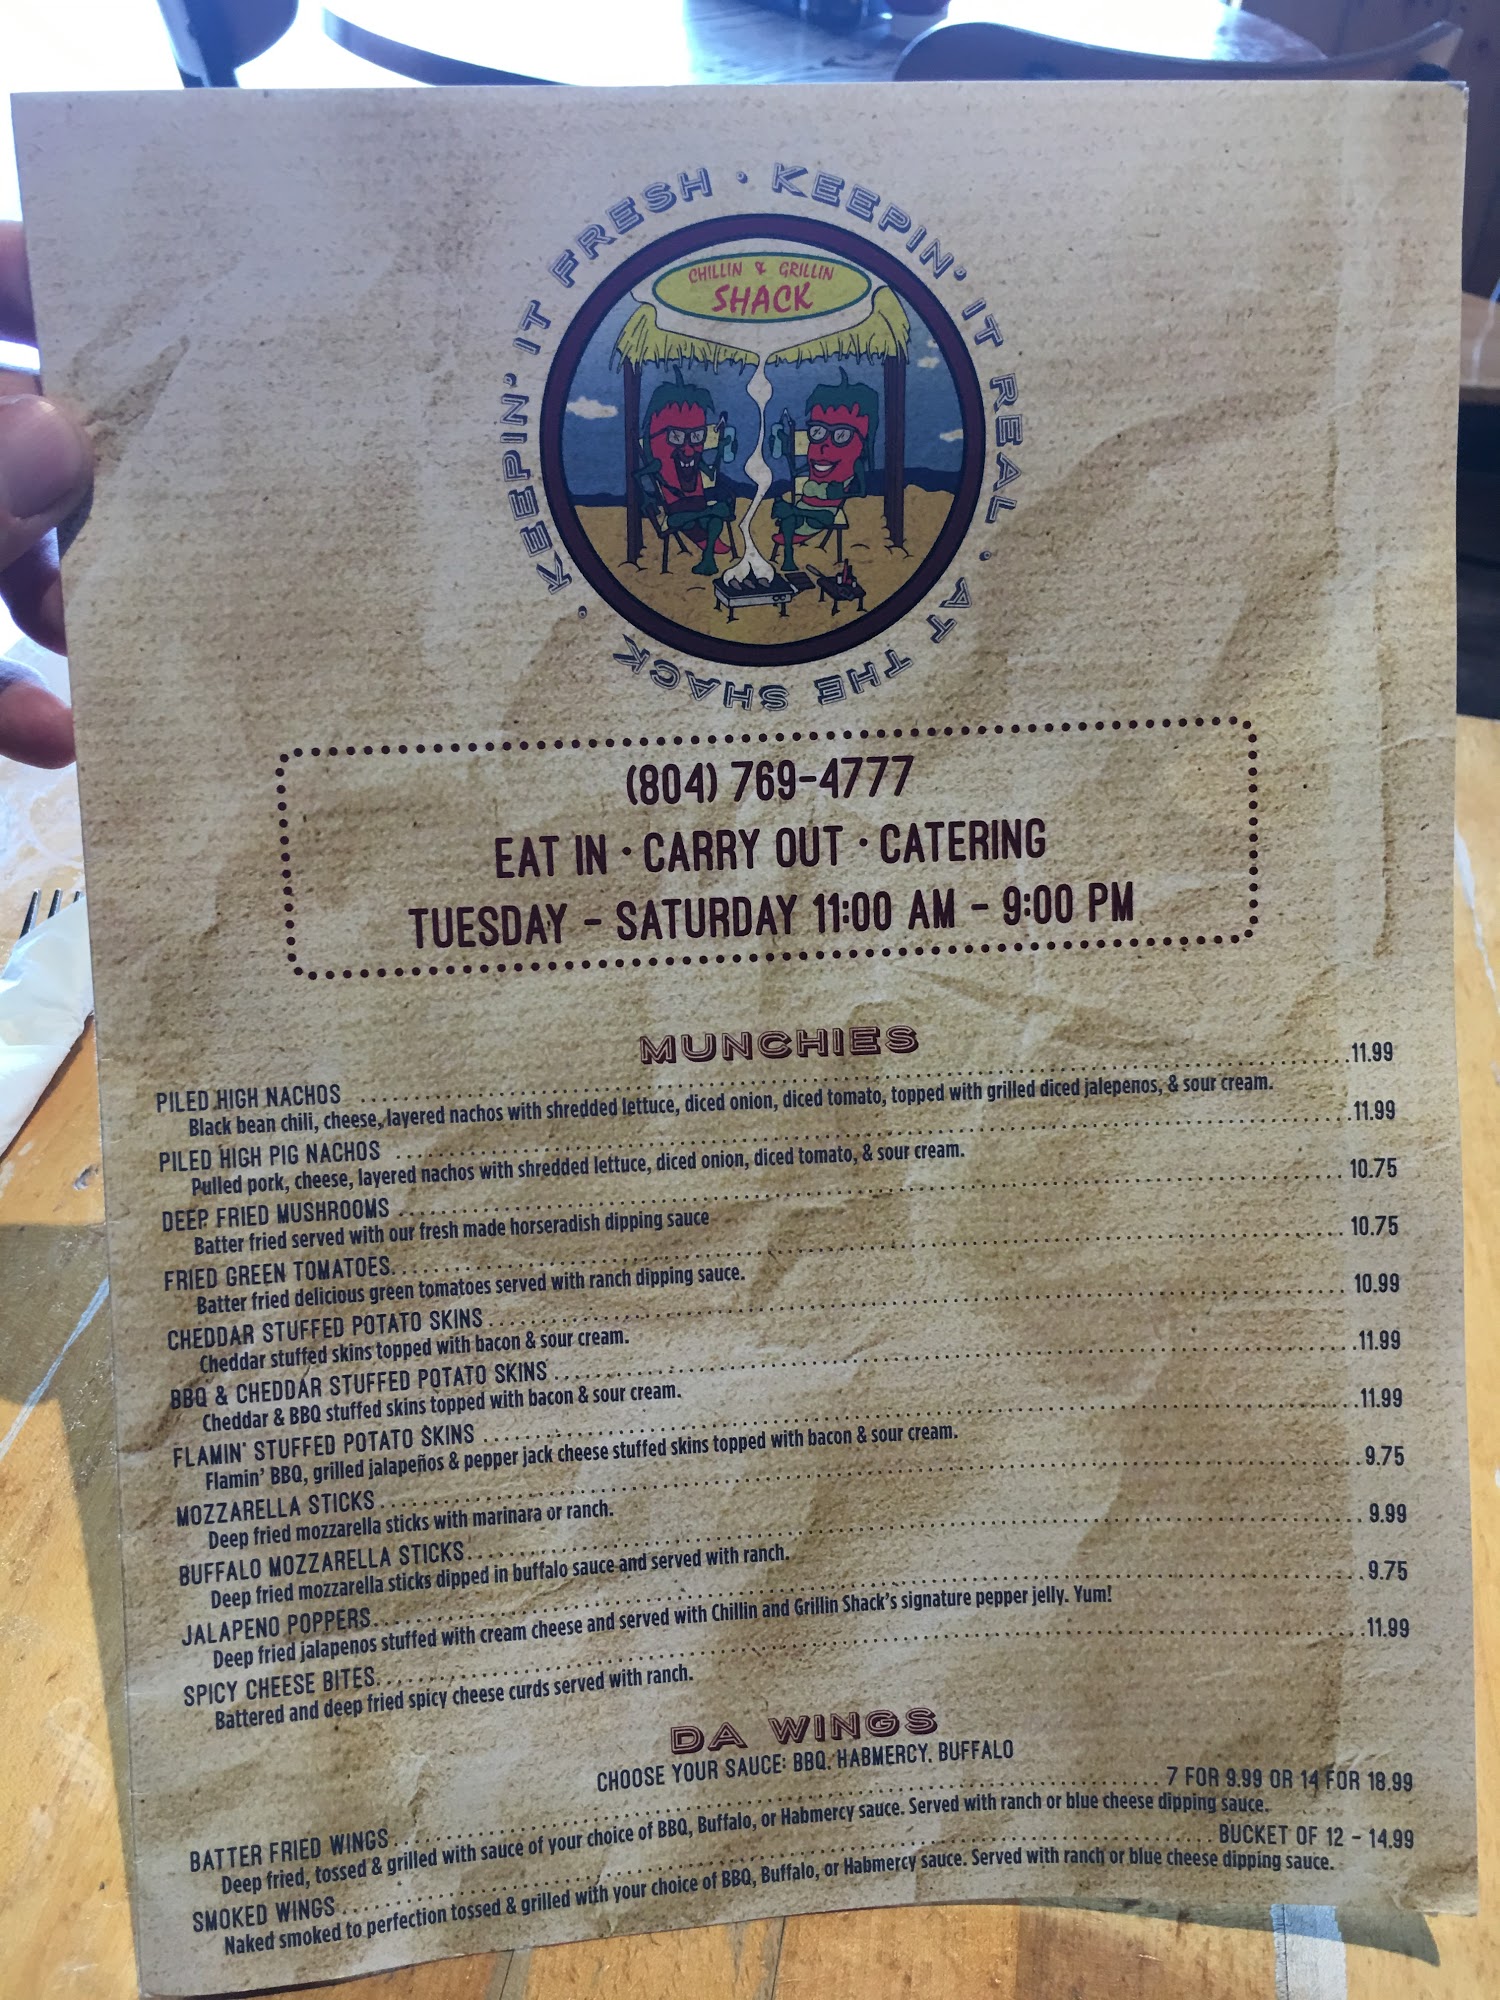 KEEPIN' IT FRESH · KEEPIN' IT REAL · AT THE SHACK ·
CHILLIN & GRILLIN
SHACK
(804) 769-4777
EAT IN · CARRY OUT · CATERING
TUESDAY - SATURDAY 11:00 AM - 9:00 PM
MUNCHIES
PILED HIGH NACHOS 11.99
Black bean chili, cheese, layered nachos with shredded lettuce, diced onion, diced tomato, topped with grilled diced jalepenos, & sour cream.
PILED HIGH PIG NACHOS 11.99
Pulled pork, cheese, layered nachos with shredded lettuce, diced onion, diced tomato, & sour cream.
DEEP FRIED MUSHROOMS 10.75
Batter fried served with our fresh made horseradish dipping sauce
FRIED GREEN TOMATOES 10.75
Batter fried delicious green tomatoes served with ranch dipping sauce.
CHEDDAR STUFFED POTATO SKINS 10.99
Cheddar stuffed skins topped with bacon & sour cream.
BBQ & CHEDDAR STUFFED POTATO SKINS 11.99
Cheddar & BBQ stuffed skins topped with bacon & sour cream.
FLAMIN' STUFFED POTATO SKINS 11.99
Flamin' BBQ, grilled jalapeños & pepper jack cheese stuffed skins topped with bacon & sour cream.
MOZZARELLA STICKS 9.75
Deep fried mozzarella sticks with marinara or ranch.
BUFFALO MOZZARELLA STICKS 9.99
Deep fried mozzarella sticks dipped in buffalo sauce and served with ranch.
JALAPENO POPPERS 9.75
Deep fried jalapenos stuffed with cream cheese and served with Chillin and Grillin Shack's signature pepper jelly. Yum!
SPICY CHEESE BITES 11.99
Battered and deep fried spicy cheese curds served with ranch.
DA WINGS
CHOOSE YOUR SAUCE: BBQ, HABMERCY, BUFFALO
BATTER FRIED WINGS 7 FOR 9.99 OR 14 FOR 18.99
Deep fried, tossed & grilled with sauce of your choice of BBQ, Buffalo, or Habmercy sauce. Served with ranch or blue cheese dipping sauce.
SMOKED WINGS BUCKET OF 12 - 14.99
Naked smoked to perfection tossed & grilled with your choice of BBQ, Buffalo, or Habmercy sauce. Served with ranch or blue cheese dipping sauce.